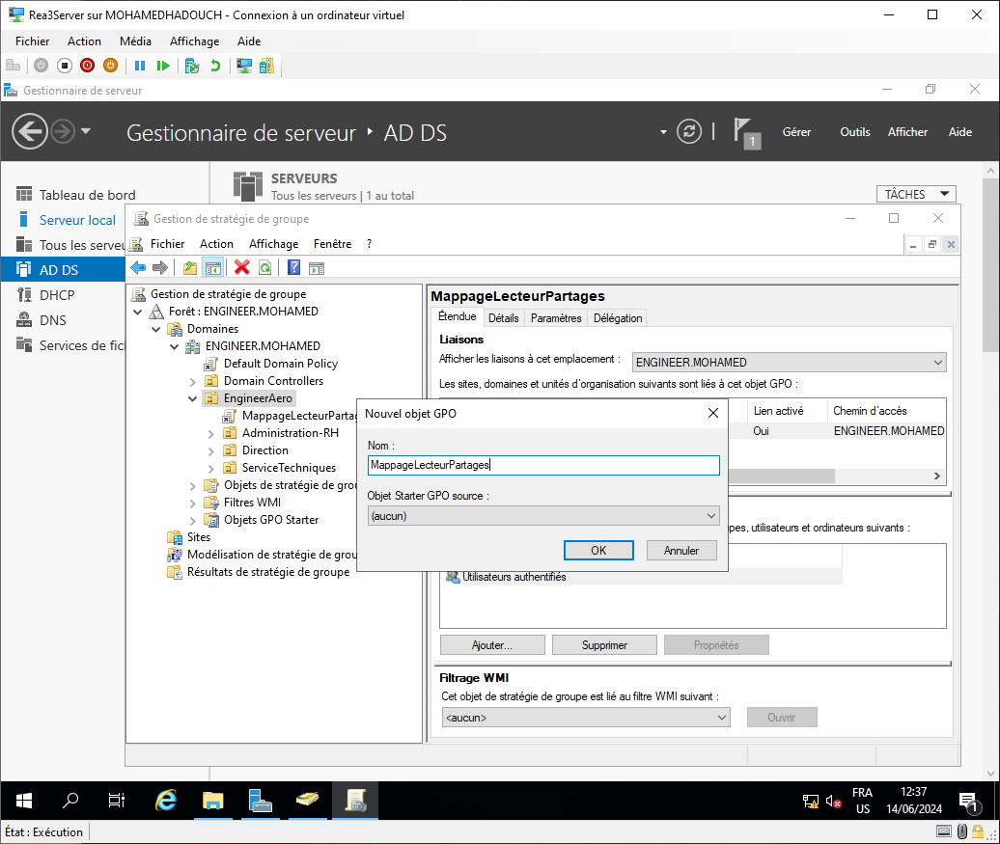 Rea3Server sur MOHAMEDHADOUCH - Connexion à un ordinateur virtuel
Fichier Action Média Affichage Aide
Gestionnaire de serveur
Gestionnaire de serveur ‣ AD DS
1
Gérer Outils Afficher Aide
Tableau de bord
Serveur local
Tous les serveu
AD DS
DHCP
DNS
Services de fich
SERVEURS
Tous les serveurs | 1 au total
TÂCHES
Gestion de stratégie de groupe
Fichier Action Affichage Fenêtre ?
Gestion de stratégie de groupe
Forêt : ENGINEER.MOHAMED
Domaines
ENGINEER.MOHAMED
Default Domain Policy
Domain Controllers
EngineerAero
MappageLecteurPartag
Administration-RH
Direction
ServiceTechniques
Objets de stratégie de grou
Filtres WMI
Objets GPO Starter
Sites
Modélisation de stratégie de grou
Résultats de stratégie de groupe
MappageLecteurPartages
Étendue Détails Paramètres Délégation
Liaisons
Afficher les liaisons à cet emplacement : ENGINEER.MOHAMED
Les sites, domaines et unités d'organisation suivants sont liés à cet objet GPO :
Lien activé Chemin d'accès
Oui ENGINEER.MOHAMED
Nouvel objet GPO
Nom :
MappageLecteurPartages
Objet Starter GPO source :
(aucun)
OK Annuler
pes, utilisateurs et ordinateurs suivants :
Utilisateurs authentifiés
Ajouter... Supprimer Propriétés
Filtrage WMI
Cet objet de stratégie de groupe est lié au filtre WMI suivant :
<aucun> Ouvrir
FRA
US
12:37
14/06/2024
1
État : Exécution